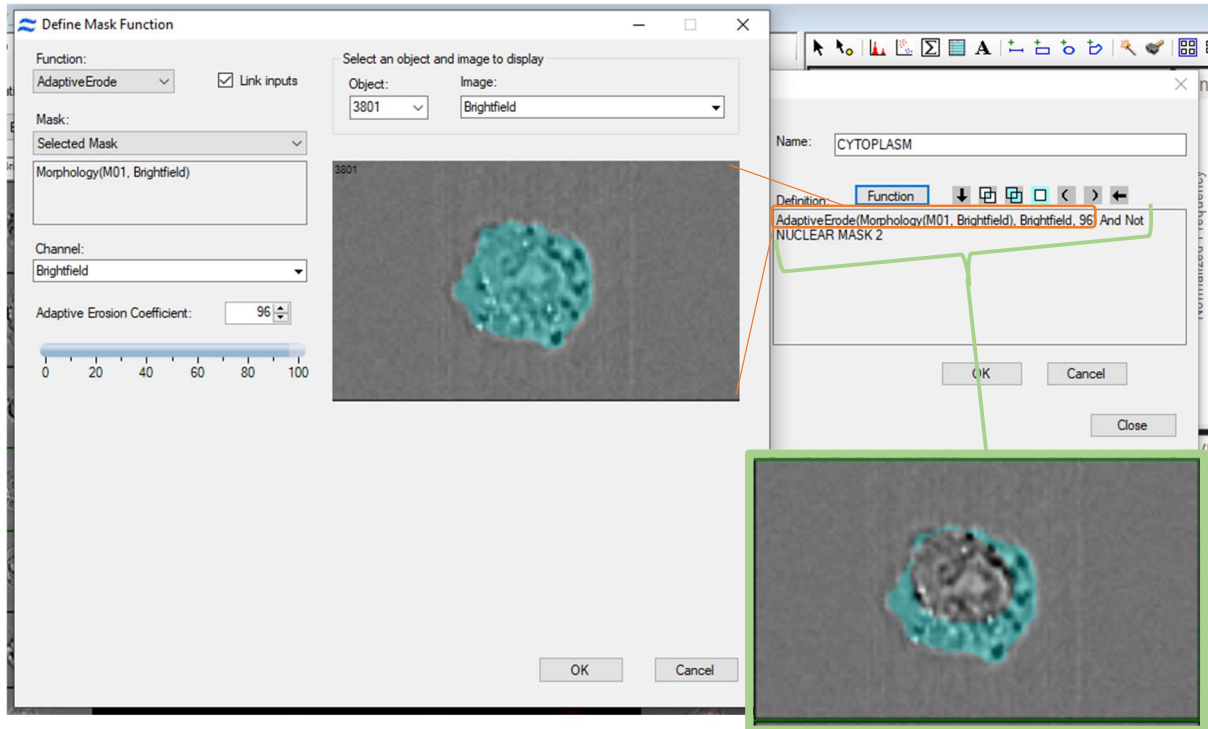 Define Mask Function
Function:
AdaptiveErode
Link inputs
Mask:
Selected Mask
Morphology(M01, Brightfield)
Channel:
Brightfield
Adaptive Erosion Coefficient:
96
0 20 40 60 80 100
Select an object and image to display
Object:
Image:
3801
Brightfield
3801
OK
Cancel
A
Name:
CYTOPLASM
Definition:
Function
AdaptiveErode(Morphology(M01, Brightfield), Brightfield, 96) And Not
NUCLEAR MASK 2
OK
Cancel
Close
Frequency